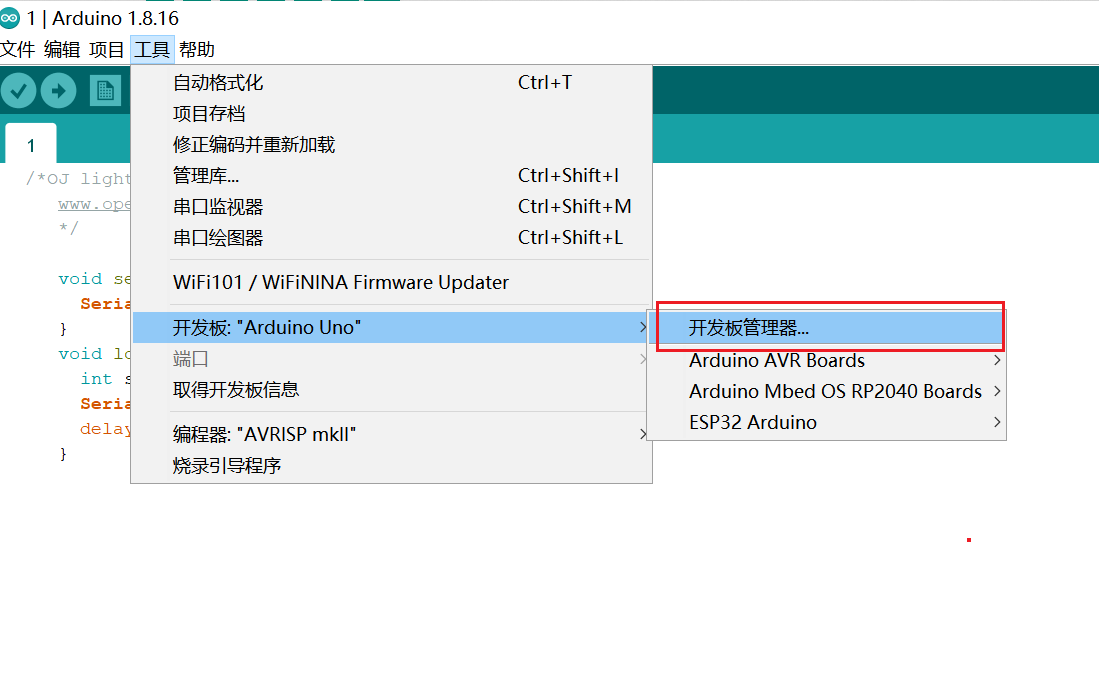 1 | Arduino 1.8.16
文件 编辑 项目 工具 帮助
自动格式化 Ctrl+T
项目存档
修正编码并重新加载
管理库... Ctrl+Shift+I
串口监视器 Ctrl+Shift+M
串口绘图器 Ctrl+Shift+L
WiFi101 / WiFiNINA Firmware Updater
开发板: "Arduino Uno"
端口
取得开发板信息
编程器: "AVRISP mkII"
烧录引导程序
开发板管理器...
Arduino AVR Boards
Arduino Mbed OS RP2040 Boards
ESP32 Arduino
1
/*OJ light
www.ope
*/
void se
Seria
}
void lo
int s
Seria
delay
}